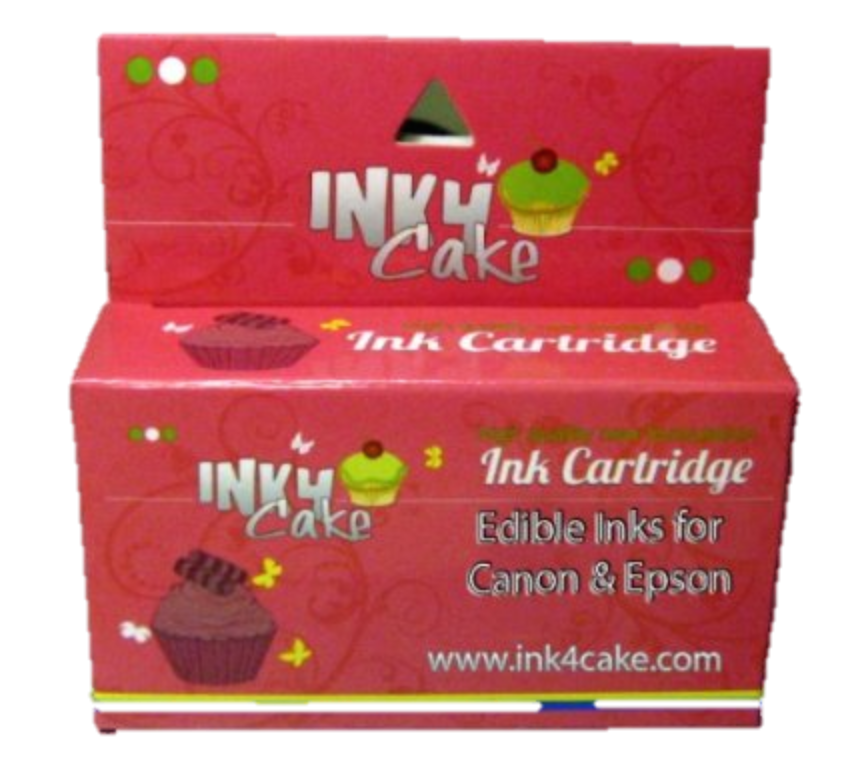 INK4
Cake
Ink Cartridge
INK4
Cake
Ink Cartridge
Edible Inks for
Canon & Epson
www.ink4cake.com